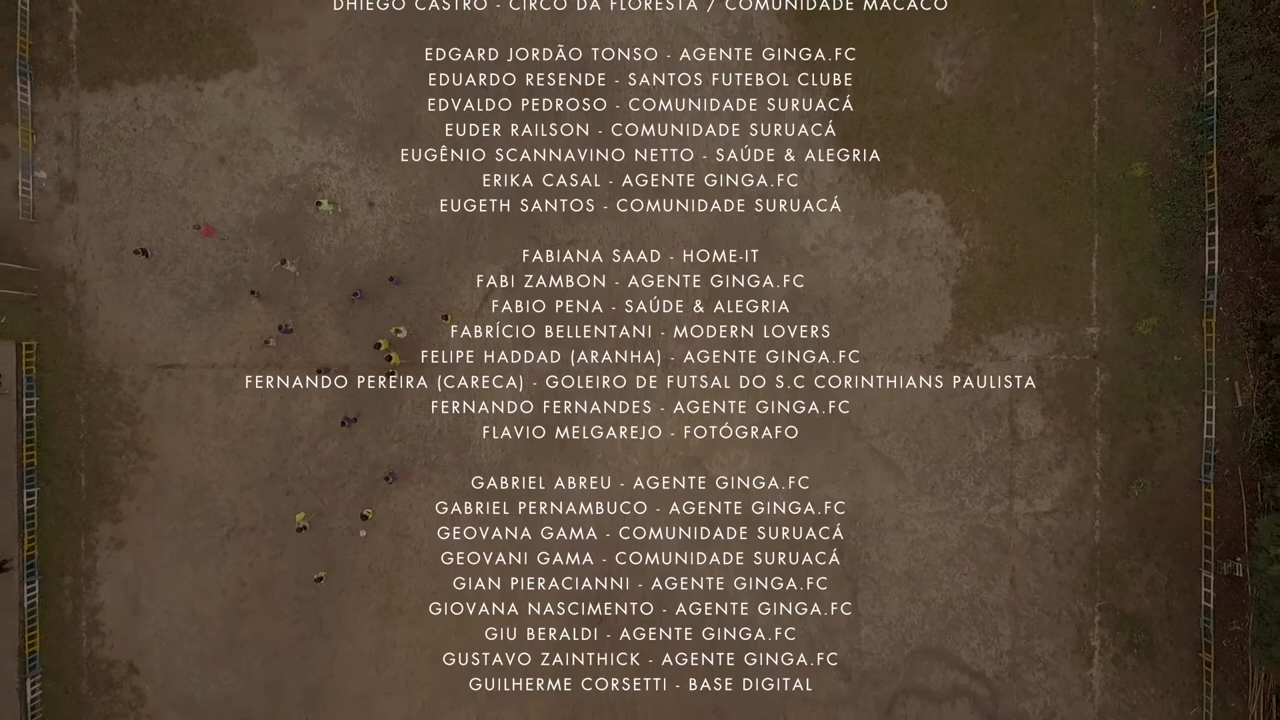 DHIEGO CASTRO - CIRCO DA FLORESTA / COMUNIDADE MACACO
EDGARD JORDÃO TONSO - AGENTE GINGA.FC
EDUARDO RESENDE - SANTOS FUTEBOL CLUBE
EDVALDO PEDROSO - COMUNIDADE SURUACÁ
EUDER RAILSON - COMUNIDADE SURUACÁ
EUGÊNIO SCANNAVINO NETTO - SAÚDE & ALEGRIA
ERIKA CASAL - AGENTE GINGA.FC
EUGETH SANTOS - COMUNIDADE SURUACÁ
FABIANA SAAD - HOME-IT
FABI ZAMBON - AGENTE GINGA.FC
FABIO PENA - SAÚDE & ALEGRIA
FABRÍCIO BELLENTANI - MODERN LOVERS
FELIPE HADDAD (ARANHA) - AGENTE GINGA.FC
FERNANDO PEREIRA (CARECA) - GOLEIRO DE FUTSAL DO S.C CORINTHIANS PAULISTA
FERNANDO FERNANDES - AGENTE GINGA.FC
FLAVIO MELGAREJO - FOTÓGRAFO
GABRIEL ABREU - AGENTE GINGA.FC
GABRIEL PERNAMBUCO - AGENTE GINGA.FC
GEOVANA GAMA - COMUNIDADE SURUACÁ
GEOVANI GAMA - COMUNIDADE SURUACÁ
GIAN PIERACIANNI - AGENTE GINGA.FC
GIOVANA NASCIMENTO - AGENTE GINGA.FC
GIU BERALDI - AGENTE GINGA.FC
GUSTAVO ZAINTHICK - AGENTE GINGA.FC
GUILHERME CORSETTI - BASE DIGITAL